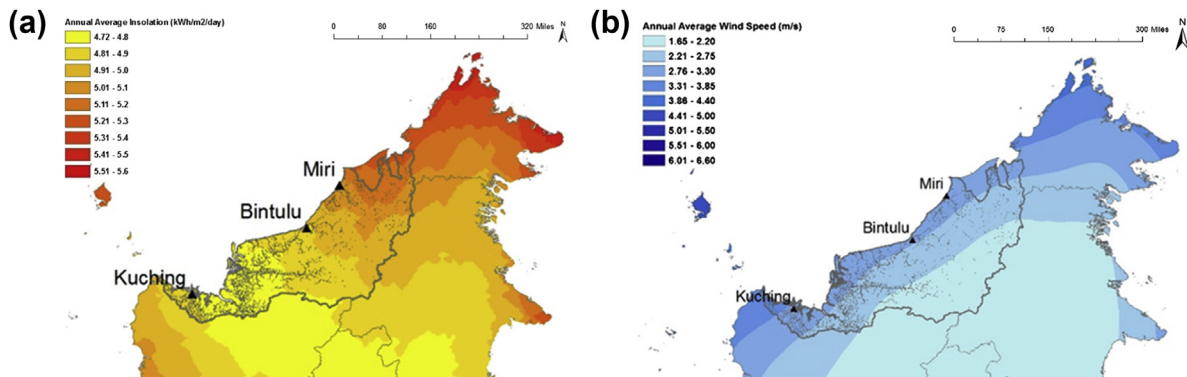 (a)
Annual Average Insolation (kWh/m2/day)
4.72 - 4.8
4.81 - 4.9
4.91 - 5.0
5.01 - 5.1
5.11 - 5.2
5.21 - 5.3
5.31 - 5.4
5.41 - 5.5
5.51 - 5.6
0 80 160 320 Miles
N
Miri
Bintulu
Kuching
(b)
Annual Average Wind Speed (m/s)
1.65 - 2.20
2.21 - 2.75
2.76 - 3.30
3.31 - 3.85
3.86 - 4.40
4.41 - 5.00
5.01 - 5.50
5.51 - 6.00
6.01 - 6.60
0 75 150 300 Miles
N
Miri
Bintulu
Kuching